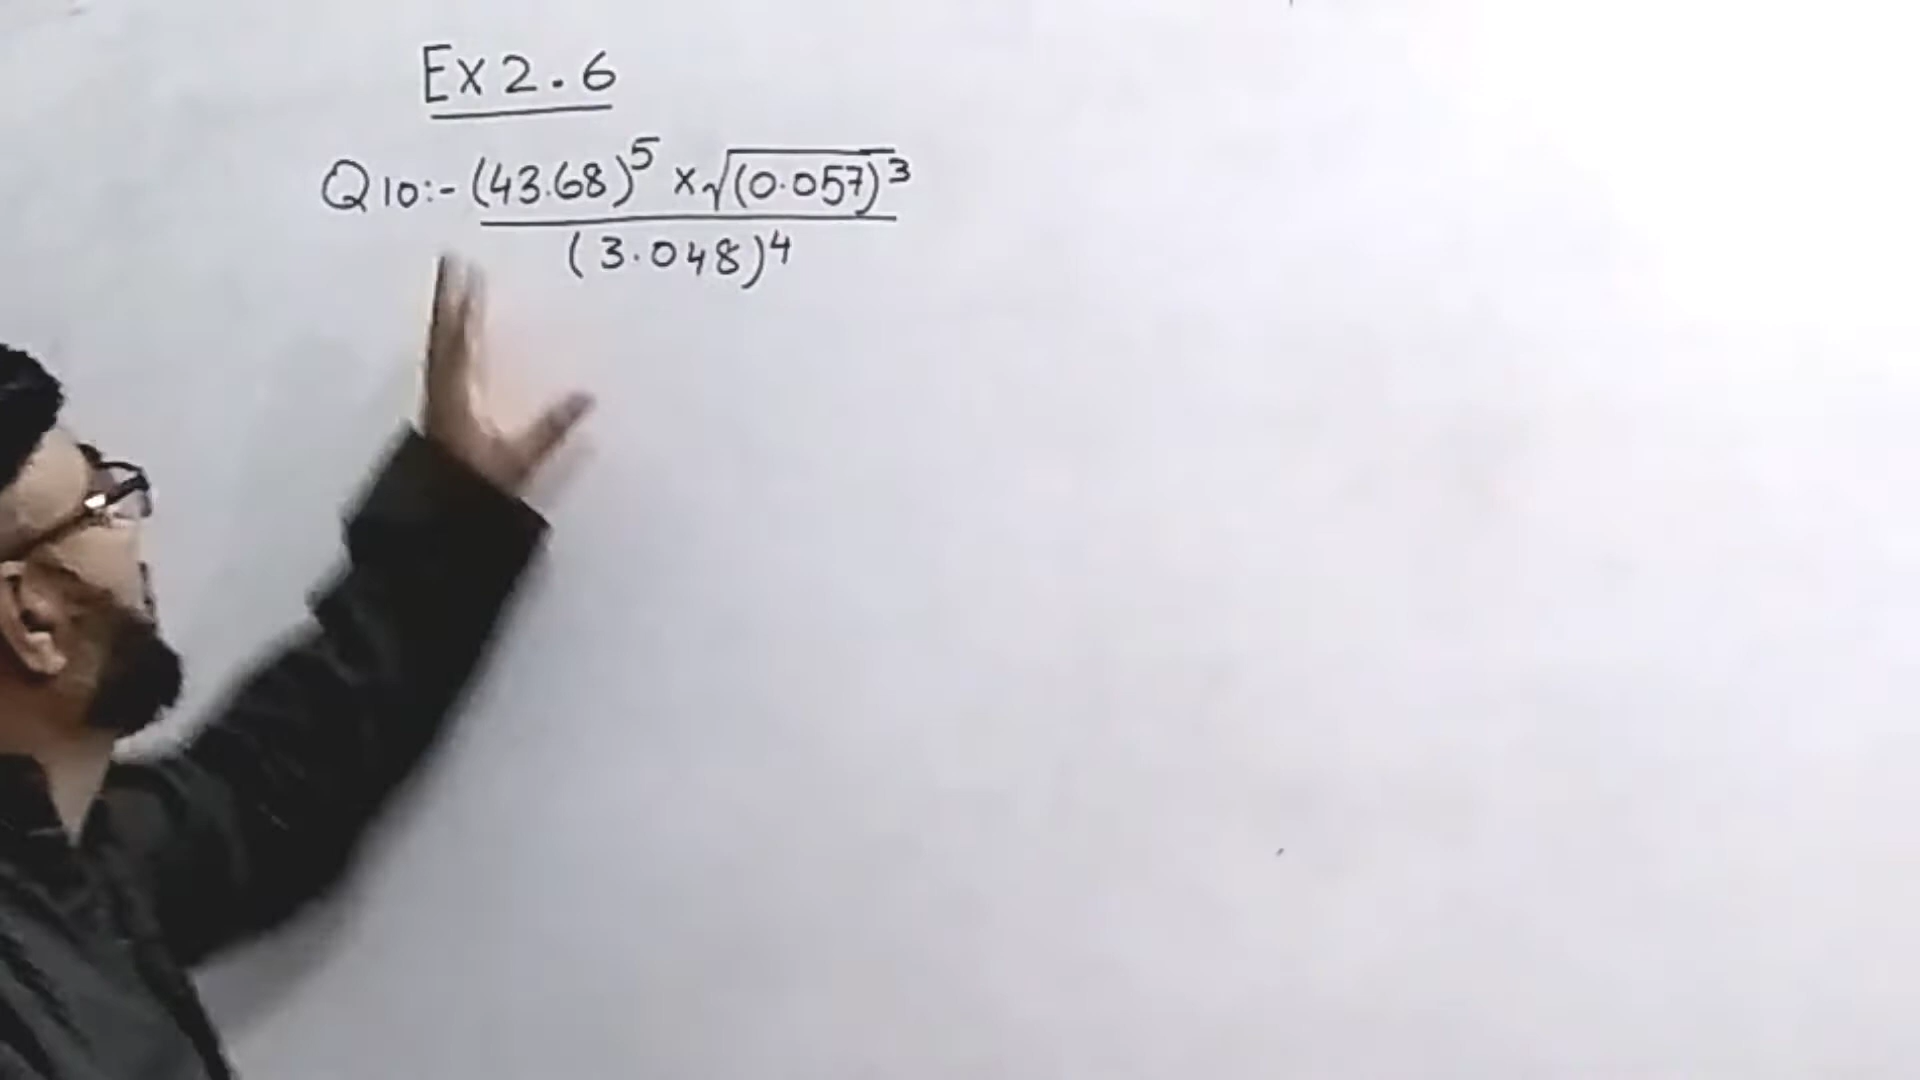 Ex 2.6
Q10:- (43.68)^5 × √(0.057)^3
(3.048)^4